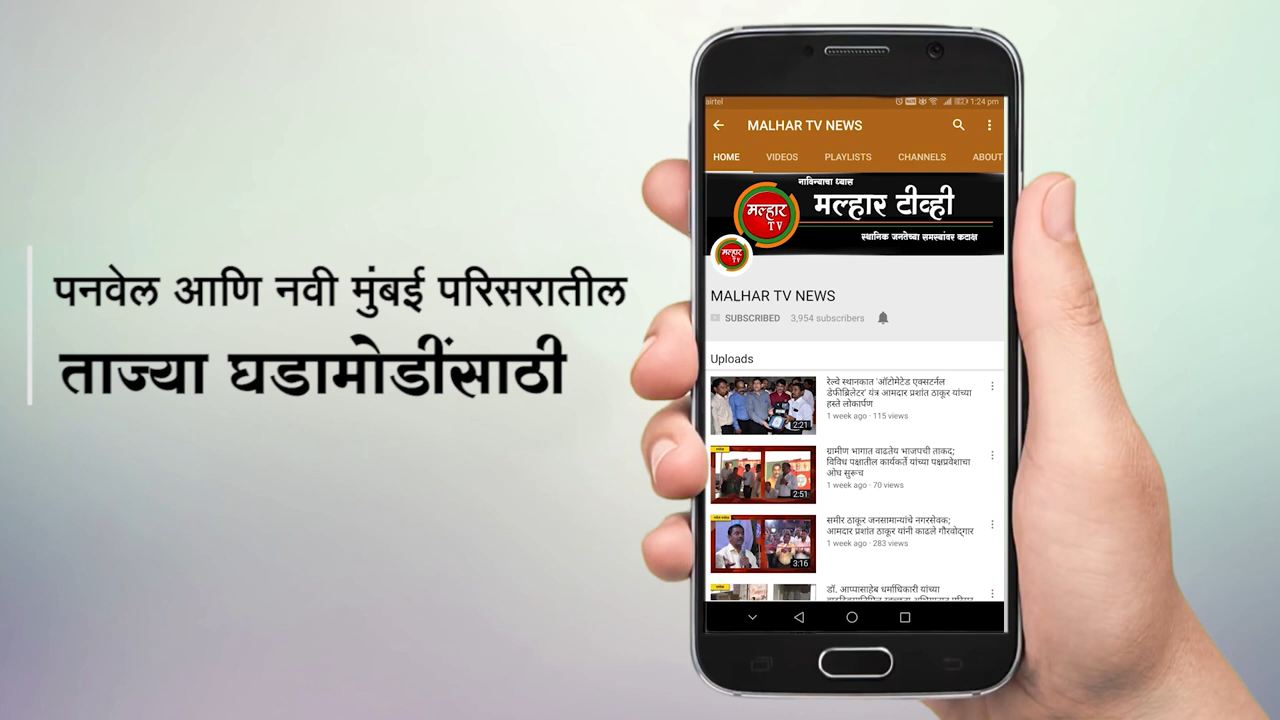 पनवेल आणि नवी मुंबई परिसरातील
ताज्या घडामोडींसाठी
airtel
1:24 pm
MALHAR TV NEWS
HOME VIDEOS PLAYLISTS CHANNELS ABOUT
नाविन्याचा ध्यास
मल्हार टीव्ही
मल्हार
TV
स्थानिक जनतेच्या समस्यांवर कटाक्ष
मल्हार
TV
MALHAR TV NEWS
SUBSCRIBED 3,954 subscribers
Uploads
रेल्वे स्थानकात 'ऑटोमेटेड एक्सटर्नल
डेफीब्रिलेटर' यंत्र आमदार प्रशांत ठाकूर यांच्या
हस्ते लोकार्पण
1 week ago · 115 views
2:21
ग्रामीण भागात वाढतेय भाजपची ताकद;
विविध पक्षातील कार्यकर्ते यांच्या पक्षप्रवेशाचा
ओघ सुरूच
1 week ago · 70 views
2:51
समीर ठाकूर जनसामान्यांचे नगरसेवक;
आमदार प्रशांत ठाकूर यांनी काढले गौरवोद्गार
1 week ago · 283 views
3:16
डॉ. आप्पासाहेब धर्माधिकारी यांच्या